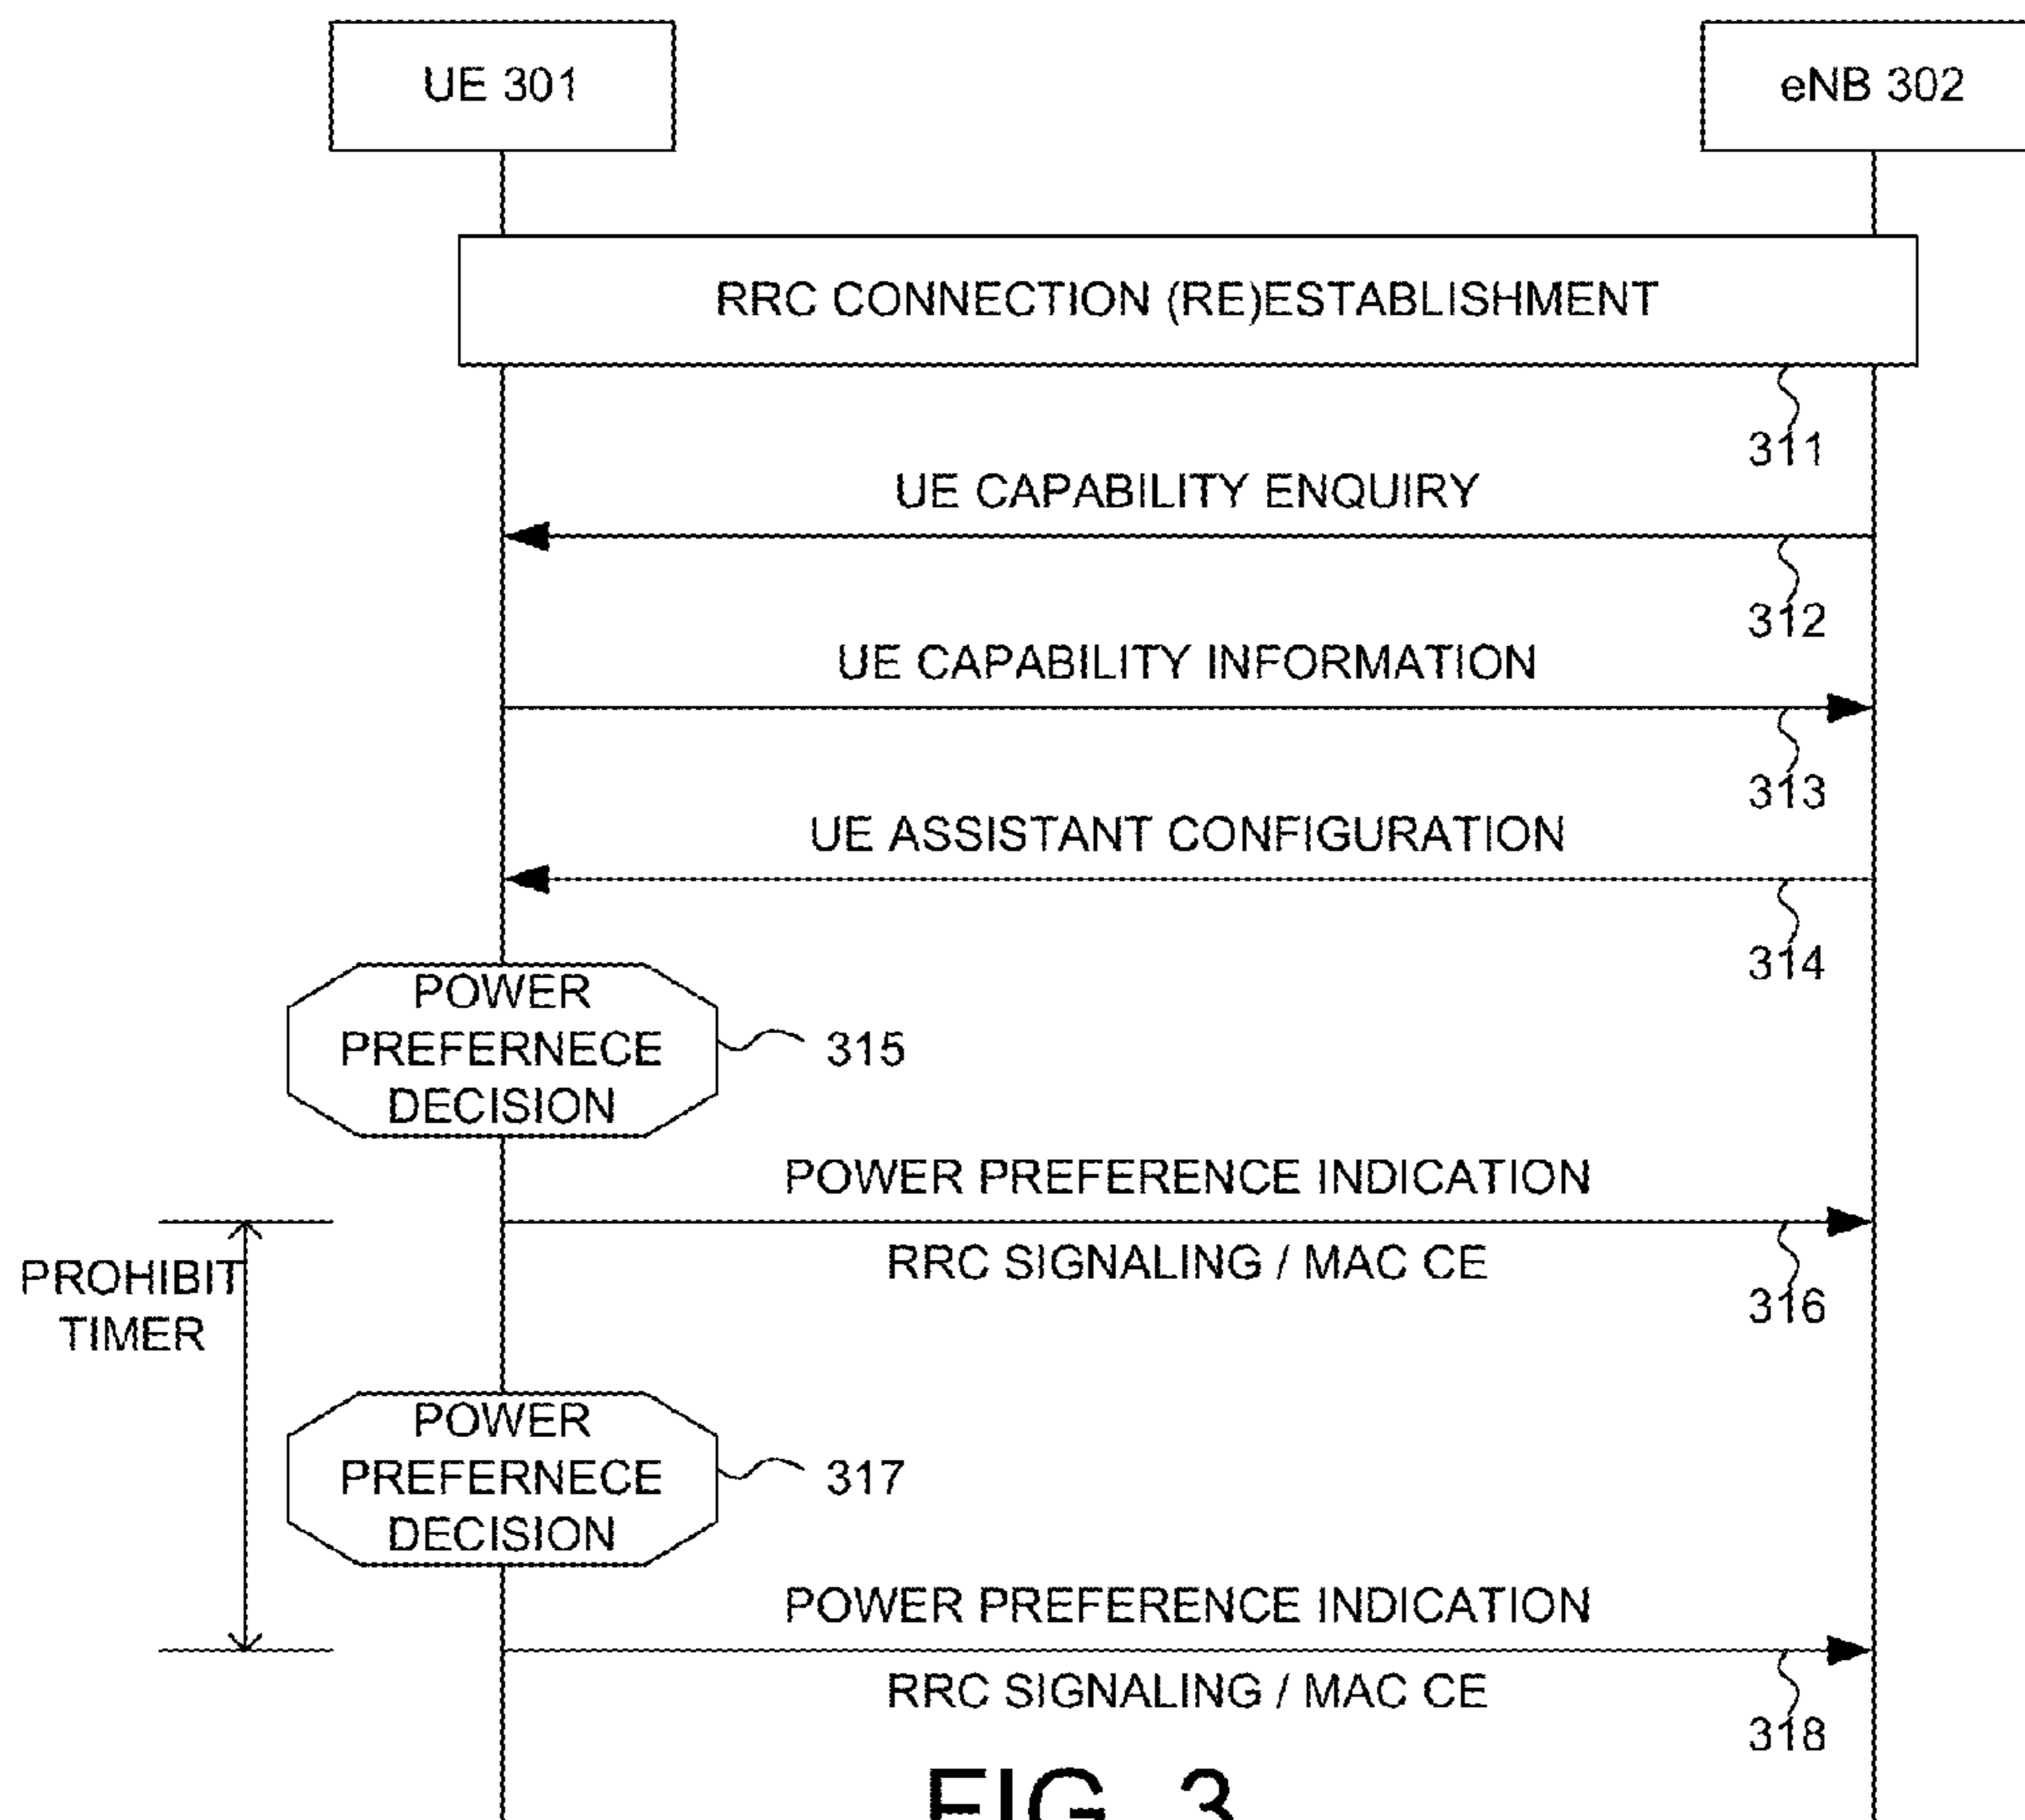 UE 301
eNB 302
RRC CONNECTION (RE)ESTABLISHMENT
311
UE CAPABILITY ENQUIRY
312
UE CAPABILITY INFORMATION
313
UE ASSISTANT CONFIGURATION
314
POWER
PREFERNECE
DECISION
315
POWER PREFERENCE INDICATION
RRC SIGNALING / MAC CE
316
PROHIBIT
TIMER
POWER
PREFERNECE
DECISION
317
POWER PREFERENCE INDICATION
RRC SIGNALING / MAC CE
318
FIG. 3